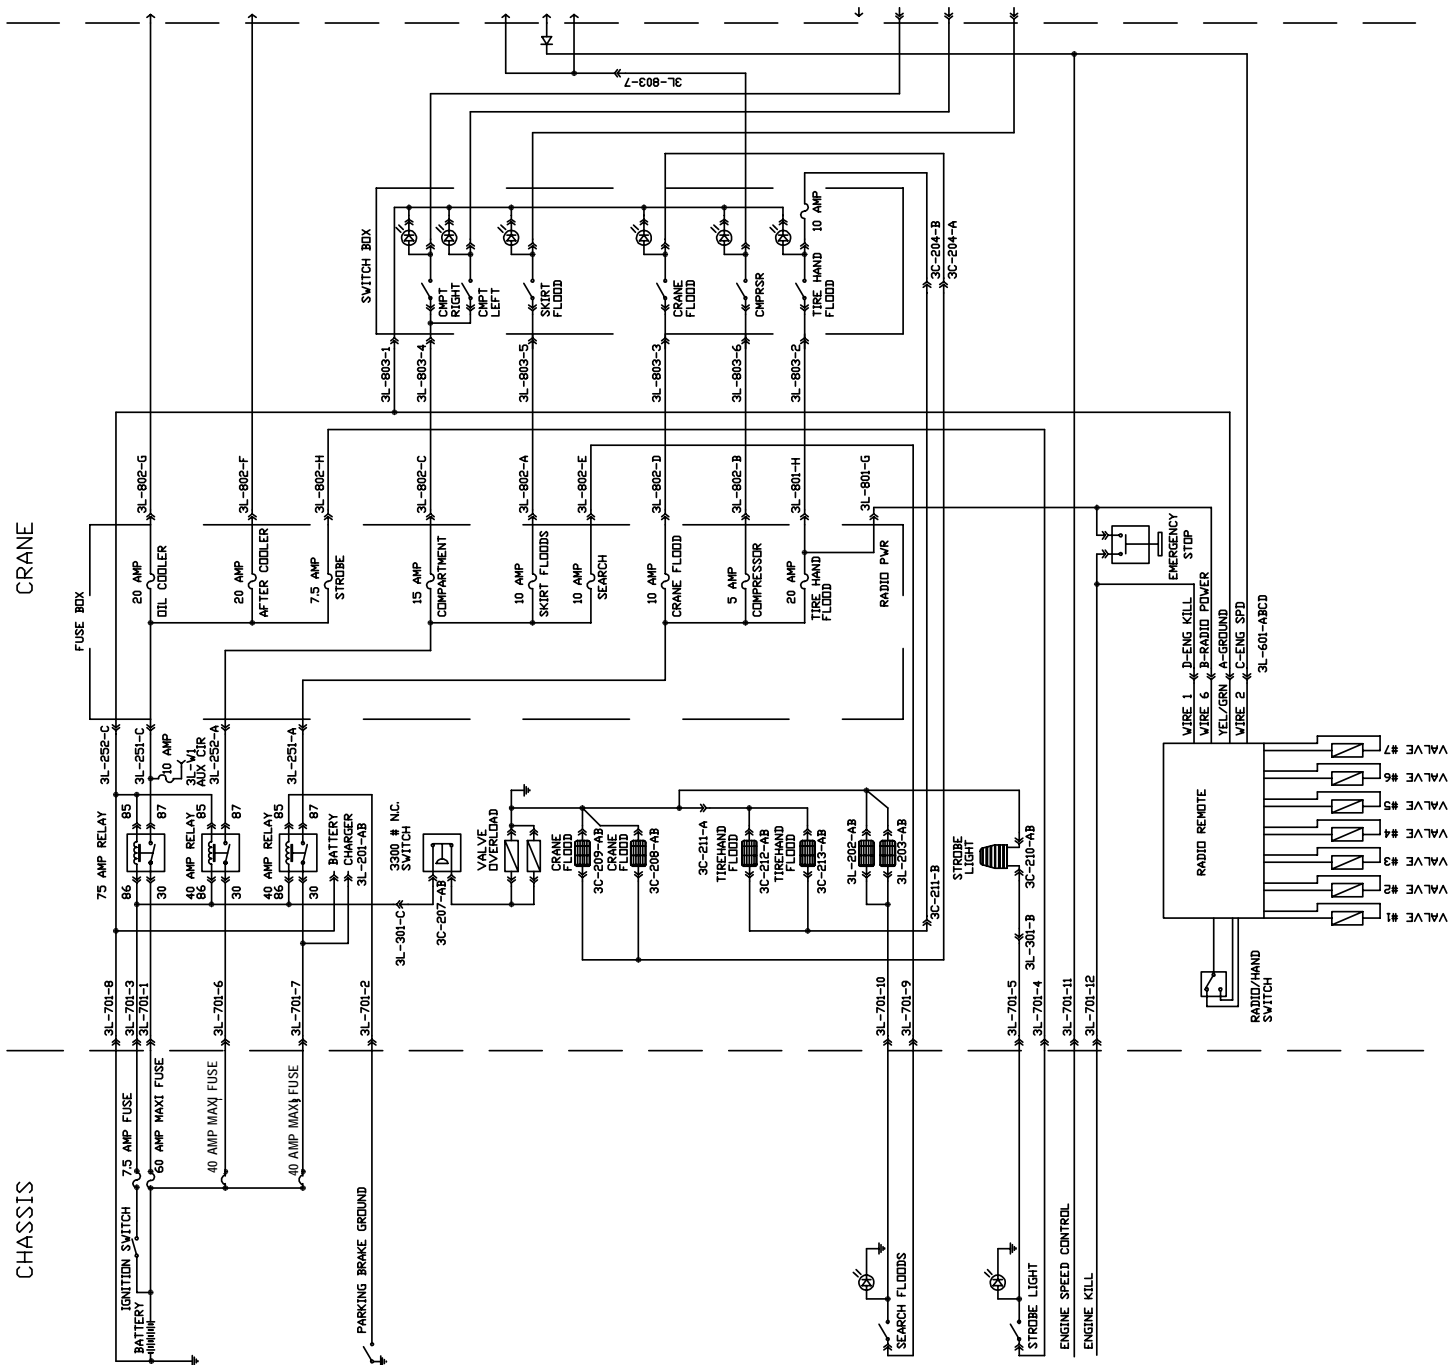 CRANE
CHASSIS
3L-803-7
SWITCH BOX
CMPT
RIGHT
CMPT
LEFT
SKIRT
FLOOD
CRANE
FLOOD
CMPRSR
TIRE HAND
FLOOD
10 AMP
3C-204-B
3C-204-A
3L-803-1
3L-803-4
3L-803-5
3L-803-3
3L-803-6
3L-803-2
3L-802-G
3L-802-F
3L-802-H
3L-802-C
3L-802-A
3L-802-E
3L-802-D
3L-802-B
3L-801-H
3L-801-G
FUSE BOX
20 AMP
OIL COOLER
20 AMP
AFTER COOLER
7.5 AMP
STROBE
15 AMP
COMPARTMENT
10 AMP
SKIRT FLOODS
10 AMP
SEARCH
10 AMP
CRANE FLOOD
5 AMP
COMPRESSOR
20 AMP
TIRE HAND
FLOOD
RADIO PWR
EMERGENCY
STOP
D-ENG KILL
B-RADIO POWER
A-GROUND
C-ENG SPD
3L-601-ABCD
WIRE 1
WIRE 6
YEL/GRN
WIRE 2
3L-252-C
3L-251-C
10 AMP
3L-W1
AUX CIR
3L-252-A
3L-251-A
75 AMP RELAY
85
87
86
30
40 AMP RELAY
85
87
86
30
40 AMP RELAY
85
87
86
30
BATTERY
CHARGER
3L-201-AB
3300 # N.C.
SWITCH
3L-301-C
3C-207-AB
VALVE
OVERLOAD
CRANE
FLOOD
3C-209-AB
CRANE
FLOOD
3C-208-AB
3C-211-A
TIREHAND
FLOOD
3C-212-AB
TIREHAND
FLOOD
3C-213-AB
3L-202-AB
3L-203-AB
3C-211-B
STROBE
LIGHT
3C-210-AB
3L-301-B
RADIO REMOTE
VALVE #7
VALVE #6
VALVE #5
VALVE #4
VALVE #3
VALVE #2
VALVE #1
RADIO/HAND
SWITCH
3L-701-8
3L-701-3
3L-701-1
3L-701-6
3L-701-7
3L-701-2
3L-701-10
3L-701-9
3L-701-5
3L-701-4
3L-701-11
3L-701-12
7.5 AMP FUSE
60 AMP MAXI FUSE
40 AMP MAXI FUSE
40 AMP MAXI FUSE
IGNITION SWITCH
BATTERY
PARKING BRAKE GROUND
SEARCH FLOODS
STROBE LIGHT
ENGINE SPEED CONTROL
ENGINE KILL